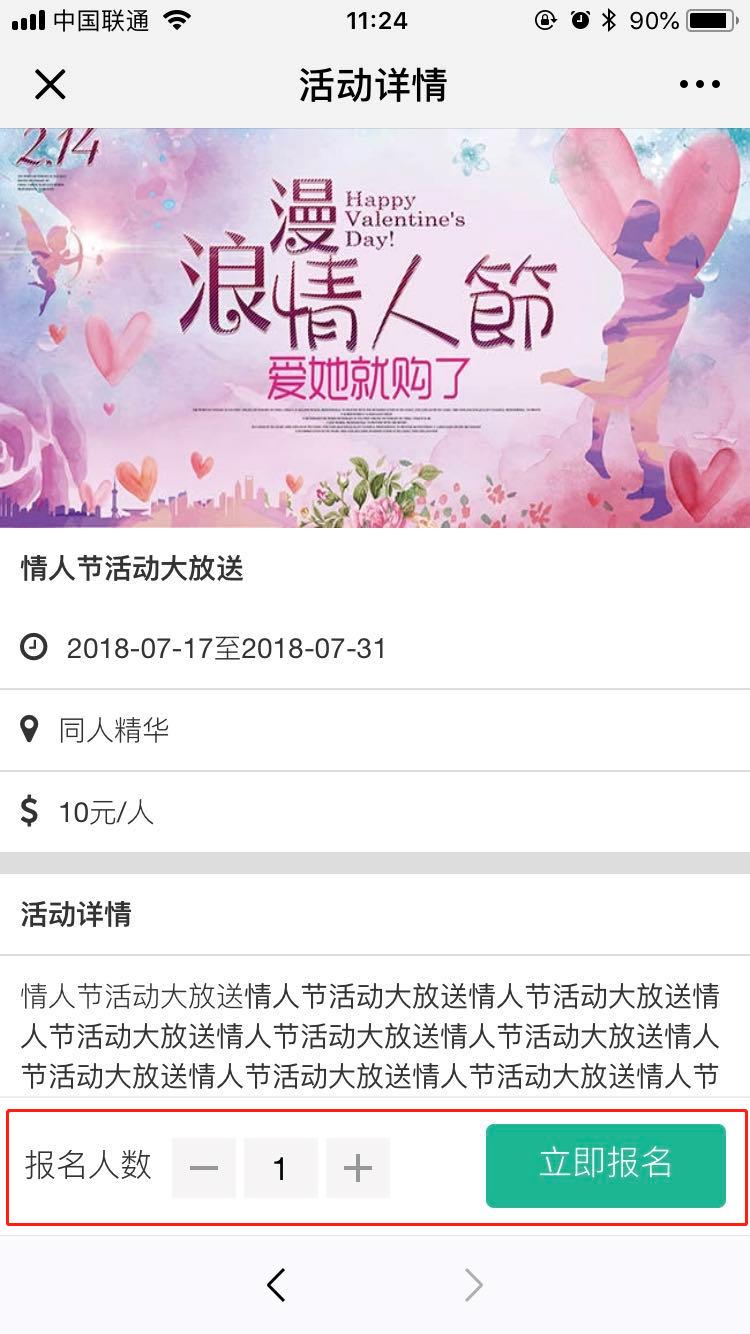 中国联通
11:24
90%
活动详情
2.14
漫
Happy
Valentine's
Day!
浪情人節
爱她就购了
情人节活动大放送
2018-07-17至2018-07-31
同人精华
10元/人
活动详情
情人节活动大放送情人节活动大放送情人节活动大放送情
人节活动大放送情人节活动大放送情人节活动大放送情人
节活动大放送情人节活动大放送情人节活动大放送情人节
报名人数
1
立即报名